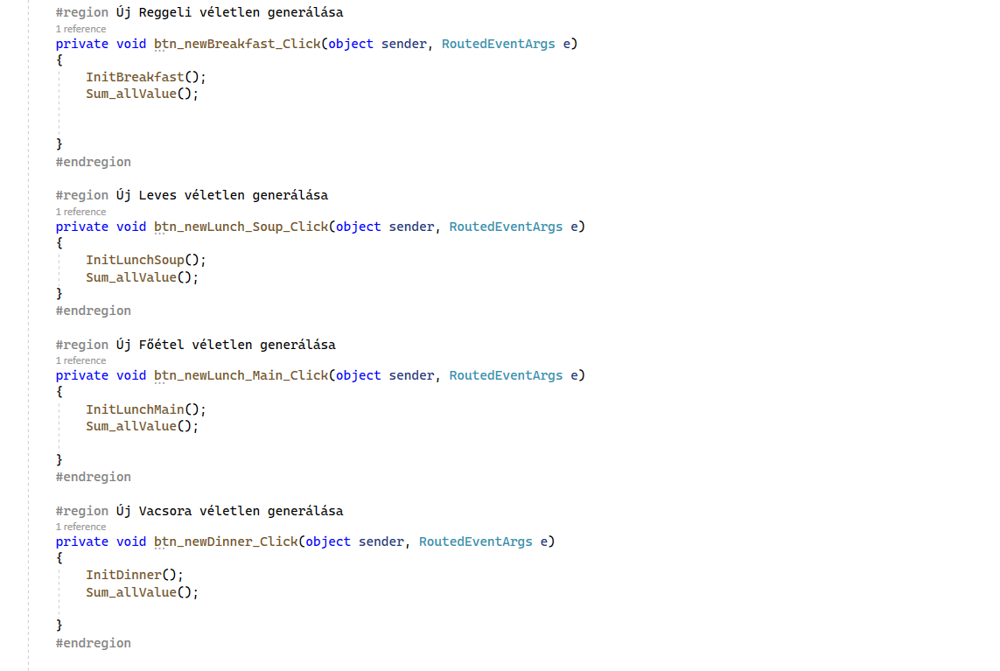 #region Új Reggeli véletlen generálása
1 reference
private void btn_newBreakfast_Click(object sender, RoutedEventArgs e)
{
InitBreakfast();
Sum_allValue();
}
#endregion
#region Új Leves véletlen generálása
1 reference
private void btn_newLunch_Soup_Click(object sender, RoutedEventArgs e)
{
InitLunchSoup();
Sum_allValue();
}
#endregion
#region Új Főétel véletlen generálása
1 reference
private void btn_newLunch_Main_Click(object sender, RoutedEventArgs e)
{
InitLunchMain();
Sum_allValue();
}
#endregion
#region Új Vacsora véletlen generálása
1 reference
private void btn_newDinner_Click(object sender, RoutedEventArgs e)
{
InitDinner();
Sum_allValue();
}
#endregion